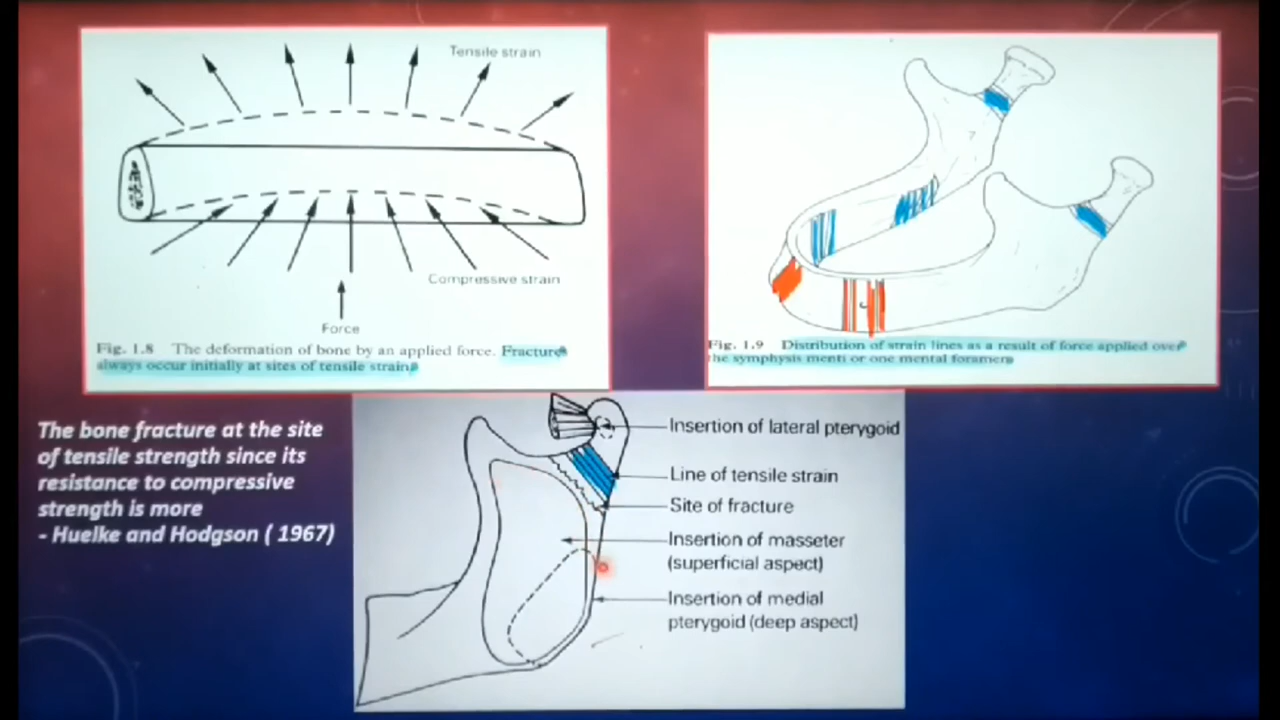 Tensile strain
Compressive strain
Force
Fig. 1.8 The deformation of bone by an applied force. Fractures
always occur initially at sites of tensile strain.
Fig. 1.9 Distribution of strain lines as a result of force applied over
the symphysis menti or one mental foramen.
The bone fracture at the site
of tensile strength since its
resistance to compressive
strength is more
- Huelke and Hodgson ( 1967)
Insertion of lateral pterygoid
Line of tensile strain
Site of fracture
Insertion of masseter
(superficial aspect)
Insertion of medial
pterygoid (deep aspect)